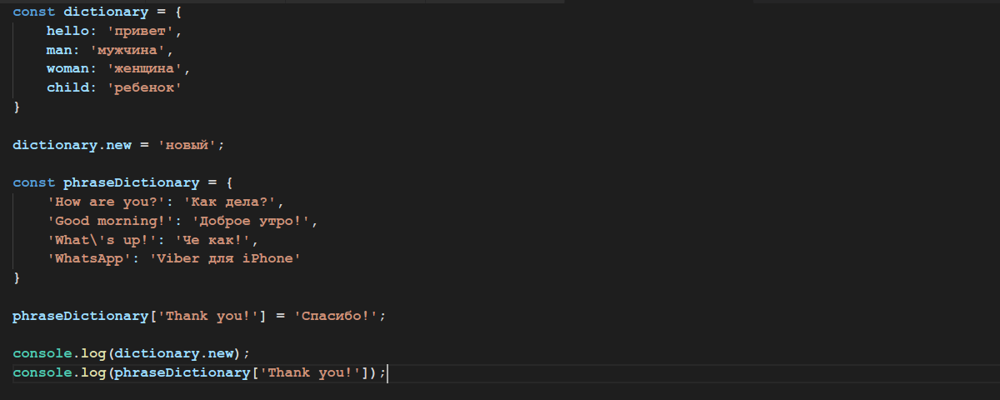 const dictionary = {
    hello: 'привет',
    man: 'мужчина',
    woman: 'женщина',
    child: 'ребенок'
}
dictionary.new = 'новый';
const phraseDictionary = {
    'How are you?': 'Как дела?',
    'Good morning!': 'Доброе утро!',
    'What\'s up!': 'Че как!',
    'WhatsApp': 'Viber для iPhone'
}
phraseDictionary['Thank you!'] = 'Спасибо!';
console.log(dictionary.new);
console.log(phraseDictionary['Thank you!']);